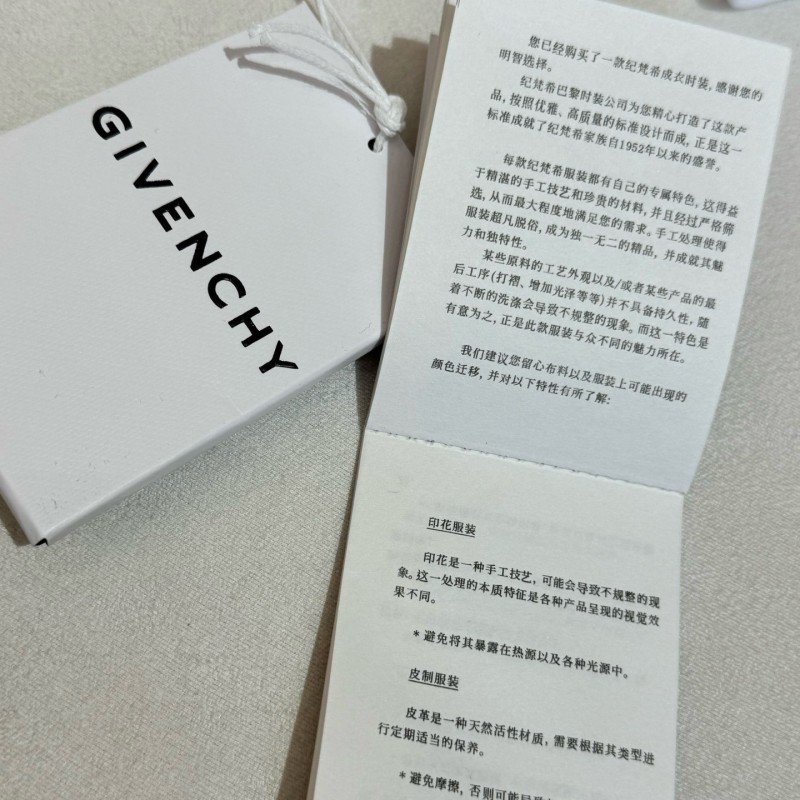 GIVENCHY
您已经购买了一款纪梵希成衣时装，感谢您的
明智选择。
纪梵希巴黎时装公司为您精心打造了这款产
品，按照优雅、高质量的标准设计而成，正是这一
标准成就了纪梵希家族自1952年以来的盛誉。
每款纪梵希服装都有自己的专属特色，这得益
于精湛的手工技艺和珍贵的材料，并且经过严格筛
选，从而最大程度地满足您的需求。手工处理使得
服装超凡脱俗，成为独一无二的精品，并成就其魅
力和独特性。
某些原料的工艺外观以及/或者某些产品的最
后工序(打褶、增加光泽等等)并不具备持久性，随
着不断的洗涤会导致不规整的现象。而这一特色是
有意为之，正是此款服装与众不同的魅力所在。
我们建议您留心布料以及服装上可能出现的
颜色迁移，并对以下特性有所了解：
印花服装
印花是一种手工技艺，可能会导致不规整的现
象。这一处理的本质特征是各种产品呈现的视觉效
果不同。
* 避免将其暴露在热源以及各种光源中。
皮制服装
皮革是一种天然活性材质，需要根据其类型进
行定期适当的保养。
* 避免摩擦，否则可能